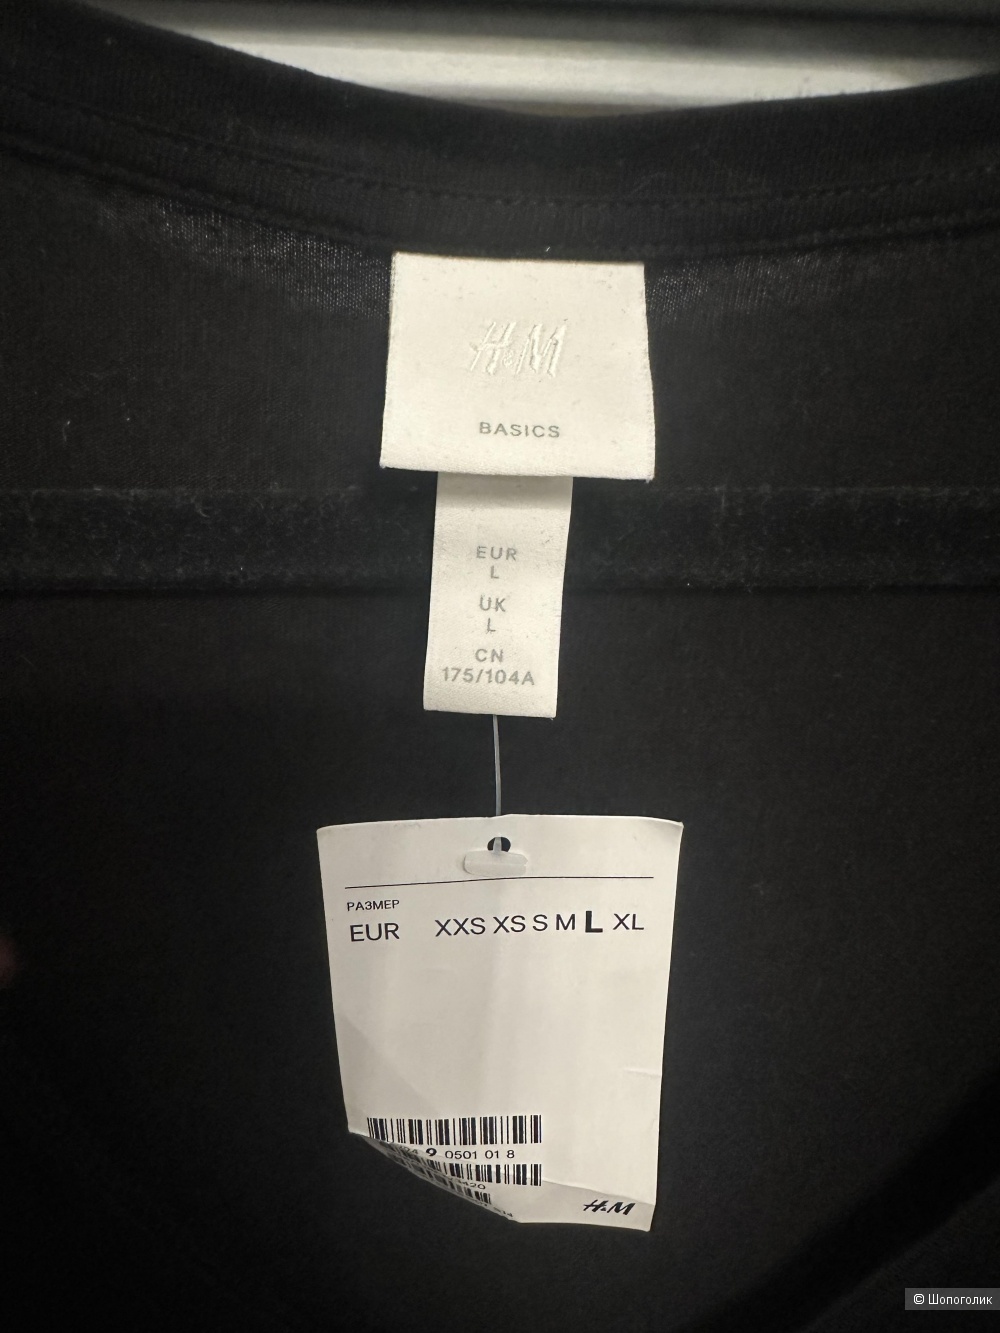 H&M
BASICS
EUR
L
UK
L
CN
175/104A
РАЗМЕР
EUR XXS XS S M L XL
9 0501 01 8
H&M
© Шопоголик